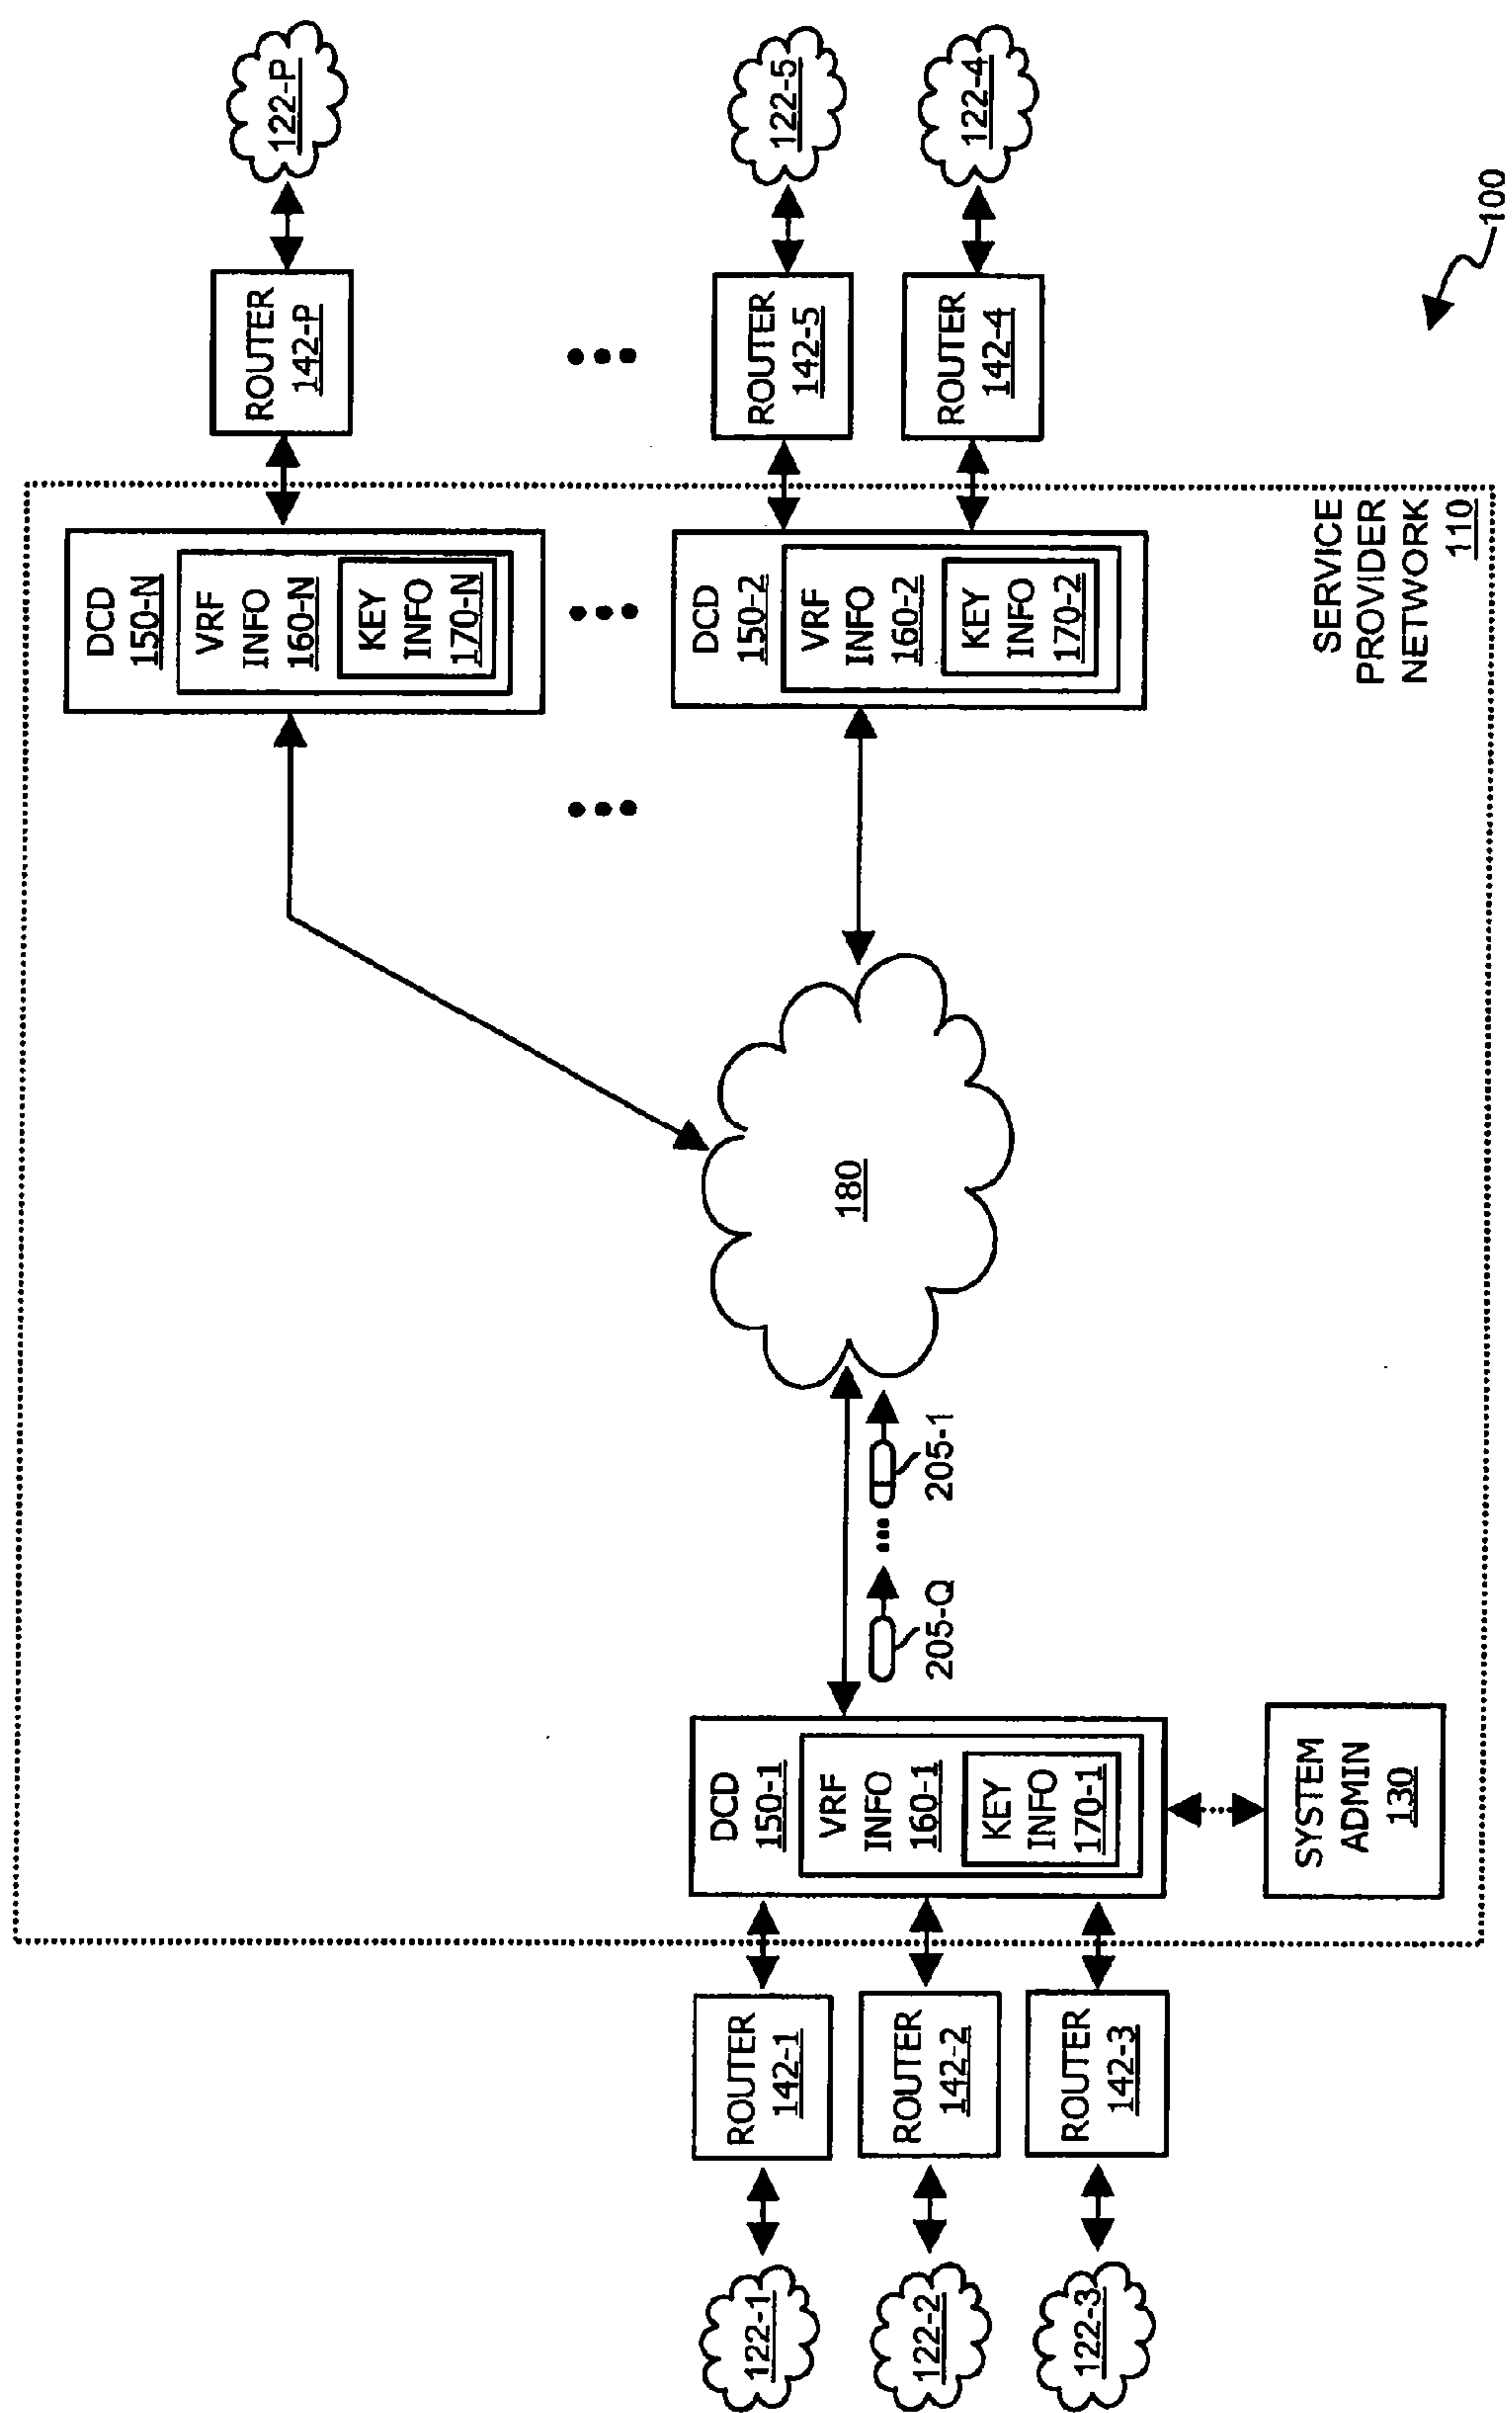 122-P
ROUTER
142-P
DCD
150-N
VRF
INFO
160-N
KEY
INFO
170-N
122-5
ROUTER
142-5
122-4
ROUTER
142-4
DCD
150-2
VRF
INFO
160-2
KEY
INFO
170-2
180
205-1
205-Q
DCD
150-1
VRF
INFO
160-1
KEY
INFO
170-1
SYSTEM
ADMIN
130
ROUTER
142-1
122-1
ROUTER
142-2
122-2
ROUTER
142-3
122-3
SERVICE
PROVIDER
NETWORK
110
100